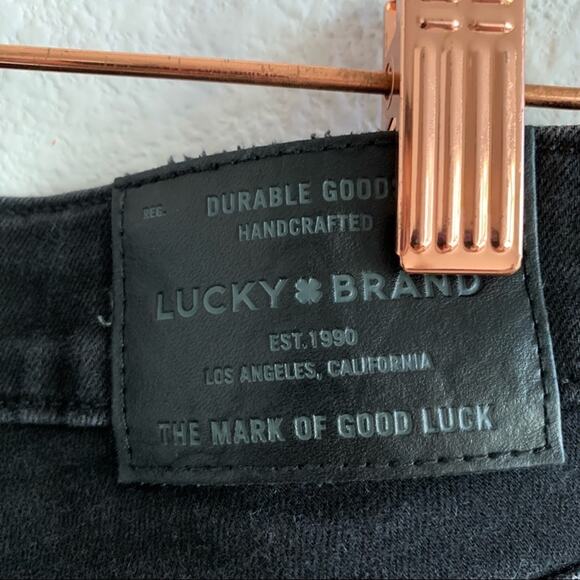 REG. DURABLE GOODS
HANDCRAFTED
LUCKY BRAND
EST. 1990
LOS ANGELES, CALIFORNIA
THE MARK OF GOOD LUCK